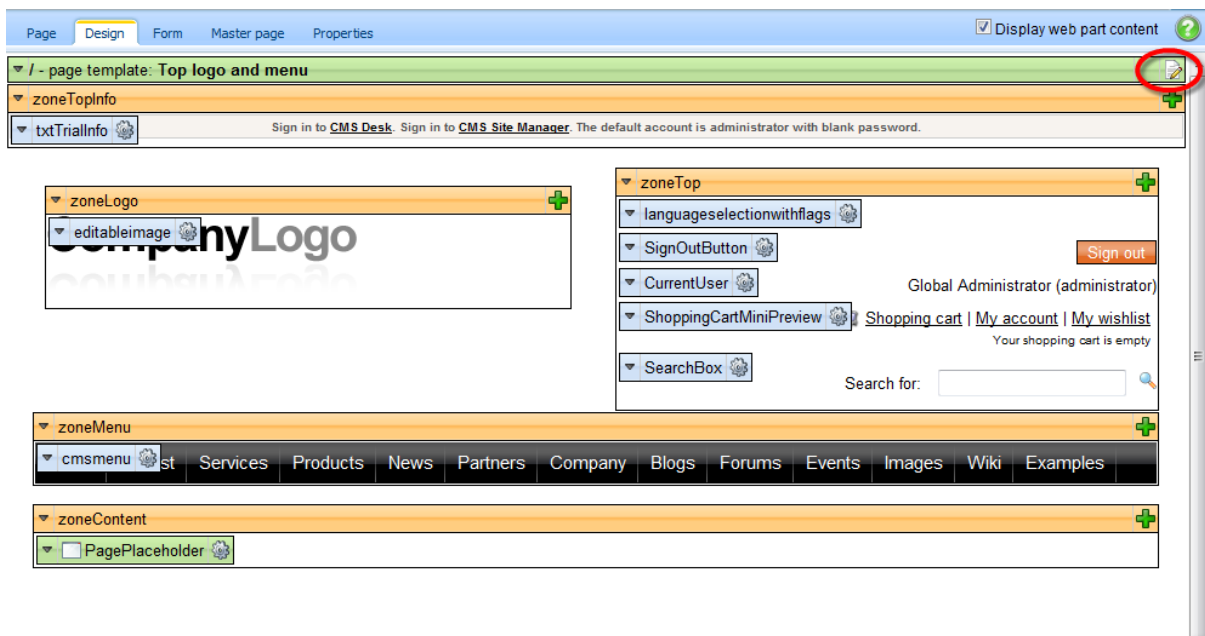 Page Design Form Master page Properties Display web part content
/ - page template: Top logo and menu
zoneTopInfo
txtTrialInfo Sign in to CMS Desk. Sign in to CMS Site Manager. The default account is administrator with blank password.
zoneLogo
editableimage
nyLogo
zoneTop
languageselectionwithflags
SignOutButton Sign out
CurrentUser Global Administrator (administrator)
ShoppingCartMiniPreview Shopping cart | My account | My wishlist
Your shopping cart is empty
SearchBox Search for:
zoneMenu
cmsmenu st Services Products News Partners Company Blogs Forums Events Images Wiki Examples
zoneContent
PagePlaceholder